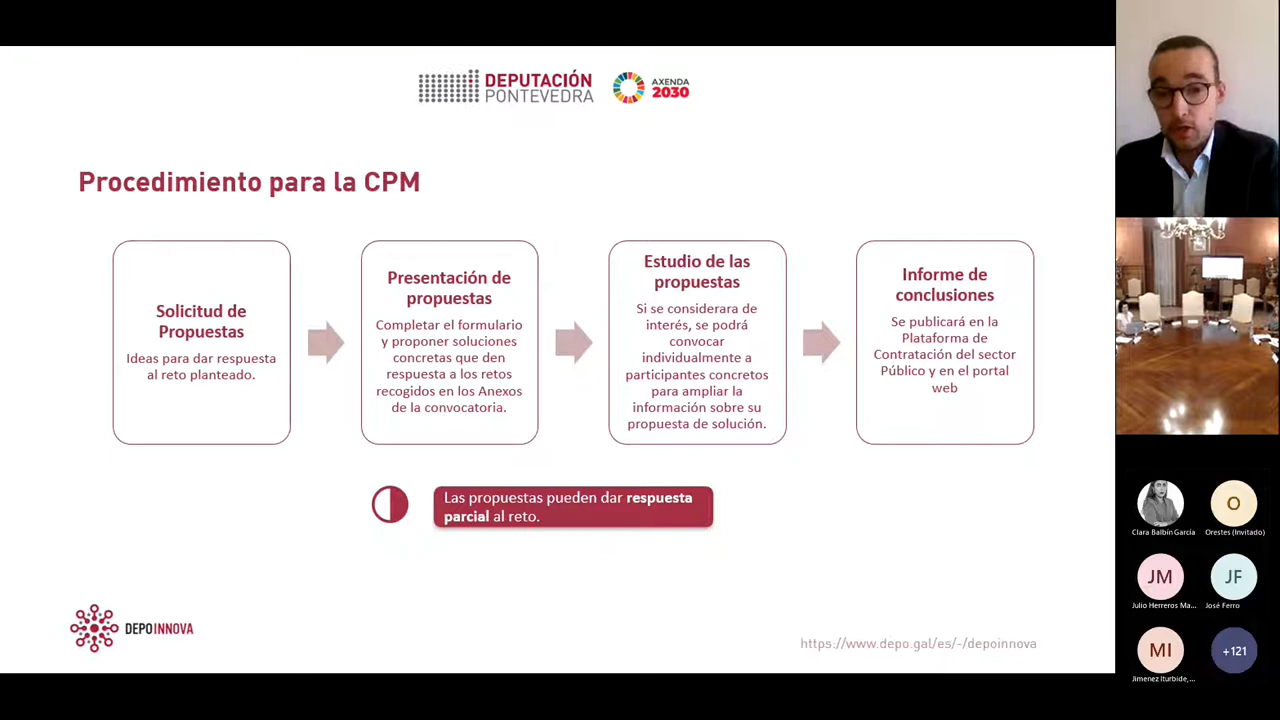 DEPUTACIÓN
PONTEVEDRA
AXENDA
2030
Procedimiento para la CPM
Solicitud de
Propuestas
Ideas para dar respuesta
al reto planteado.
Presentación de
propuestas
Completar el formulario
y proponer soluciones
concretas que den
respuesta a los retos
recogidos en los Anexos
de la convocatoria.
Estudio de las
propuestas
Si se considerara de
interés, se podrá
convocar
individualmente a
participantes concretos
para ampliar la
información sobre su
propuesta de solución.
Informe de
conclusiones
Se publicará en la
Plataforma de
Contratación del sector
Público y en el portal
web
Las propuestas pueden dar respuesta
parcial al reto.
DEPOINNOVA
https://www.depo.gal/es/-/depoinnova
Clara Balbín García
O
Orestes (Invitado)
JM
Julio Herreros Ma...
JF
José Ferro
MI
Jimenez Iturbide,...
+121